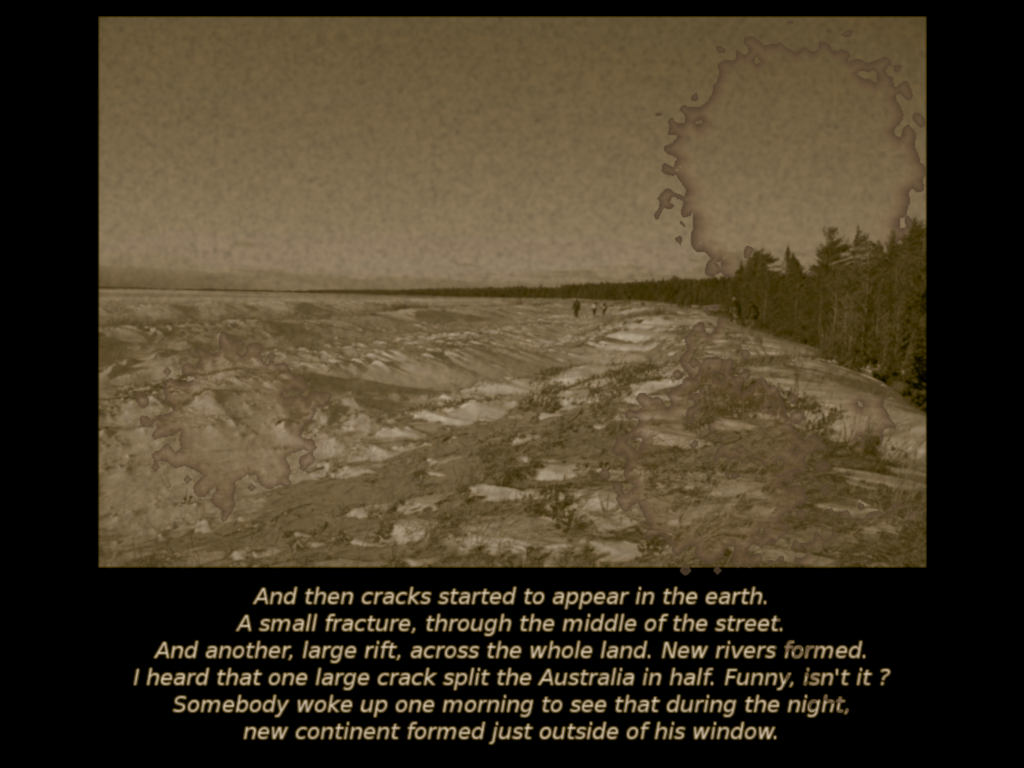 And then cracks started to appear in the earth.
A small fracture, through the middle of the street.
And another, large rift, across the whole land. New rivers formed.
I heard that one large crack split the Australia in half. Funny, isn't it ?
Somebody woke up one morning to see that during the night,
new continent formed just outside of his window.